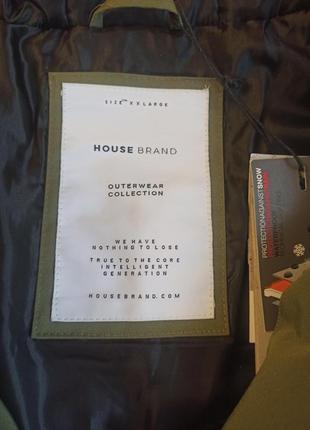 SIZE XX LARGE
HOUSE BRAND
OUTERWEAR
COLLECTION
WE HAVE
NOTHING TO LOSE
TRUE TO THE CORE
INTELLIGENT
GENERATION
HOUSEBRAND.COM
PROTECTIONAGAINSTSNOW